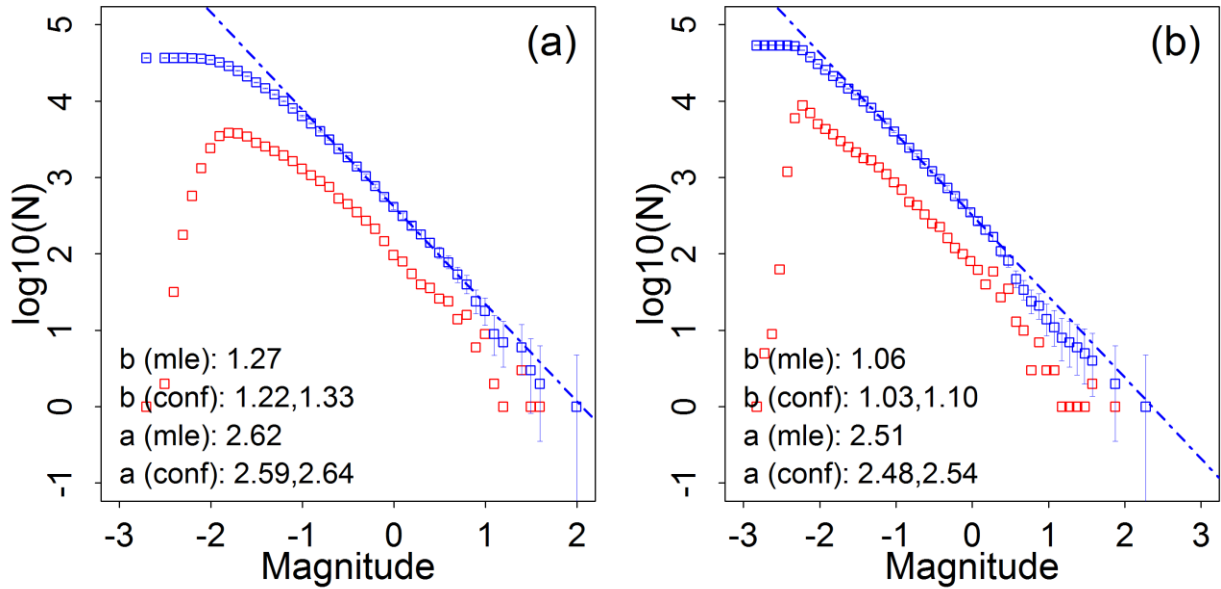 (a)
log10(N)
5
4
3
2
1
0
-1
b (mle): 1.27
b (conf): 1.22,1.33
a (mle): 2.62
a (conf): 2.59,2.64
-3 -2 -1 0 1 2
Magnitude
(b)
log10(N)
5
4
3
2
1
0
-1
b (mle): 1.06
b (conf): 1.03,1.10
a (mle): 2.51
a (conf): 2.48,2.54
-3 -2 -1 0 1 2 3
Magnitude